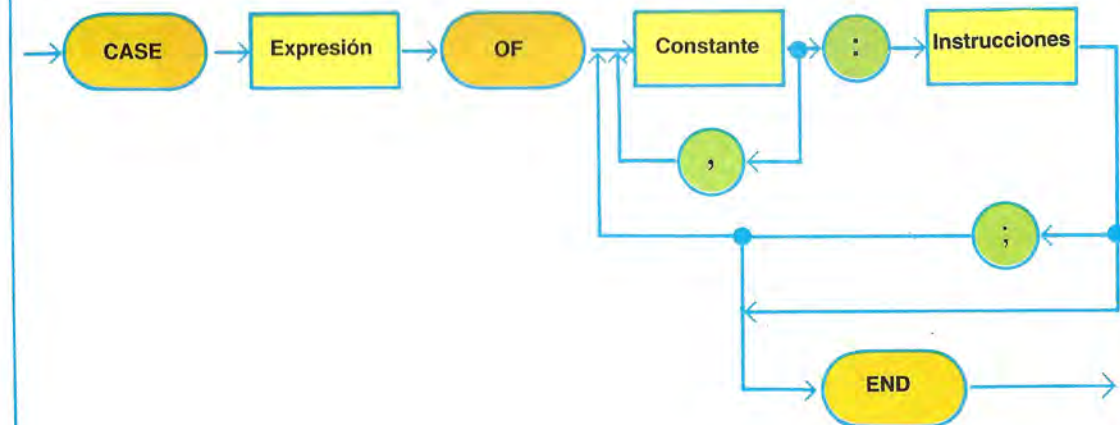 CASE
Expresión
OF
Constante
:
Instrucciones
,
;
END